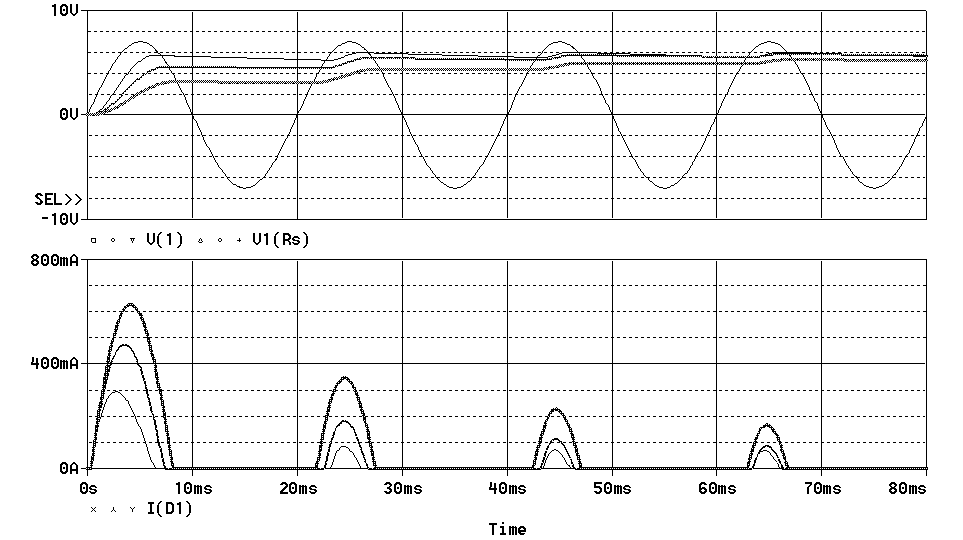 10V
0V
SEL>>
-10V
V(1) V1(Rs)
800mA
400mA
0A
0s 10ms 20ms 30ms 40ms 50ms 60ms 70ms 80ms
I(D1)
Time